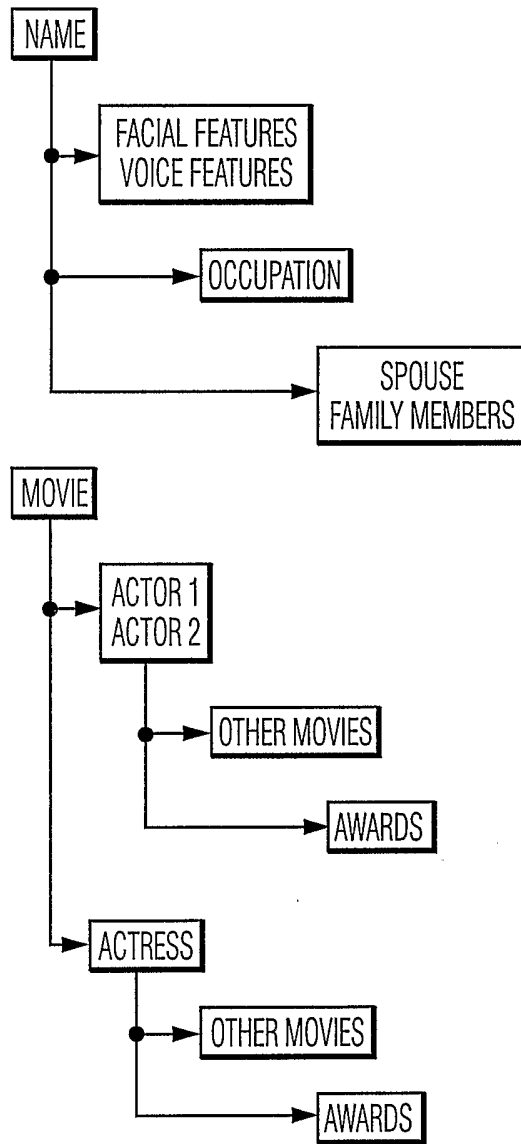 NAME
FACIAL FEATURES
VOICE FEATURES
OCCUPATION
SPOUSE
FAMILY MEMBERS
MOVIE
ACTOR 1
ACTOR 2
OTHER MOVIES
AWARDS
ACTRESS
OTHER MOVIES
AWARDS